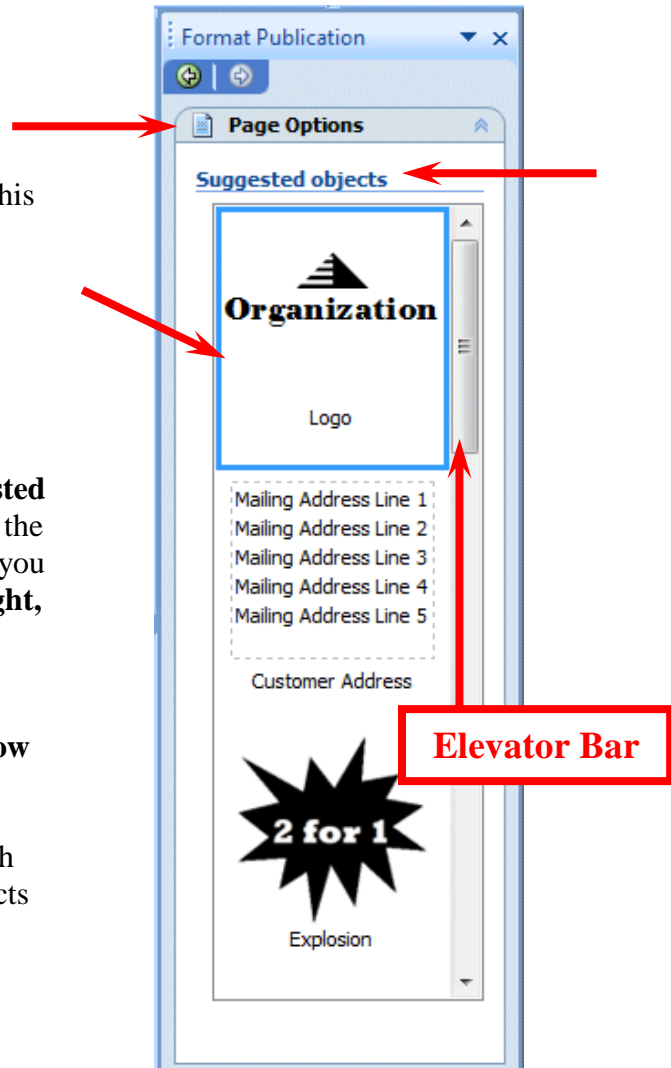 Format Publication
Page Options
Suggested objects
his
Organization
Logo
sted
the
you
ght,
Mailing Address Line 1
Mailing Address Line 2
Mailing Address Line 3
Mailing Address Line 4
Mailing Address Line 5
Customer Address
ow
Elevator Bar
h
cts
2 for 1
Explosion